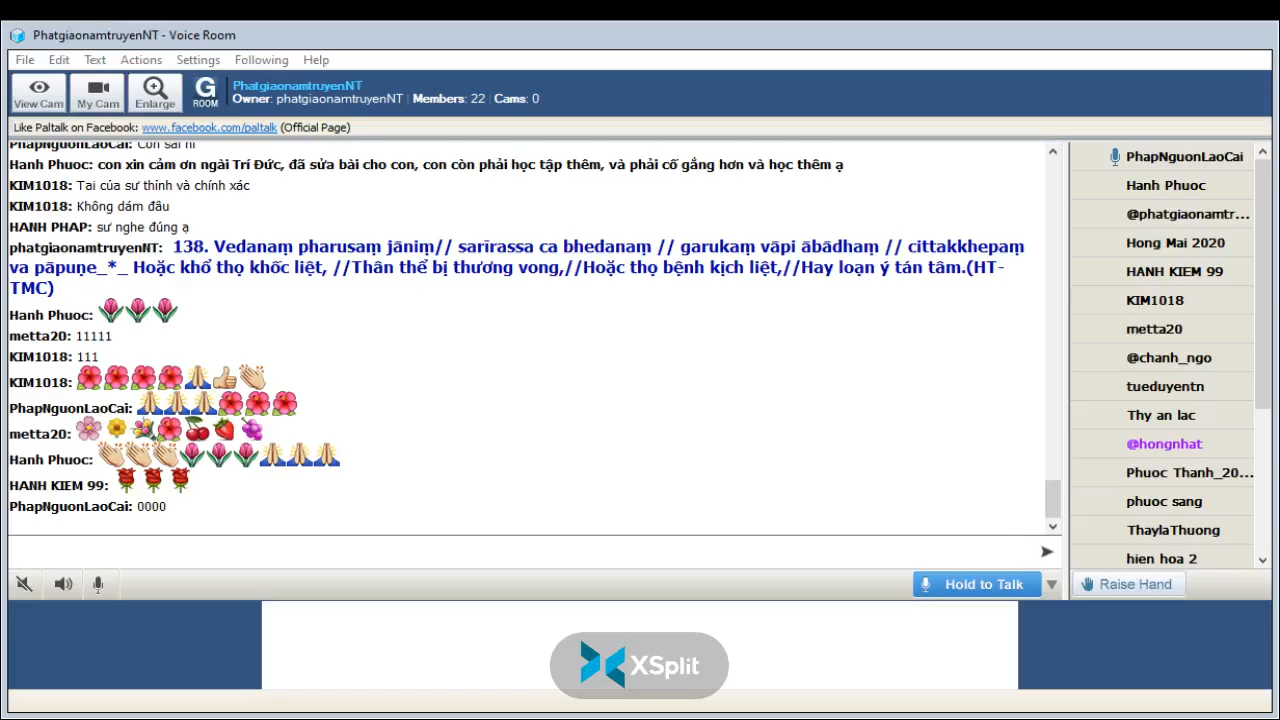 PhatgiaonamtruyenNT - Voice Room
File Edit Text Actions Settings Following Help
View Cam My Cam Enlarge G ROOM
PhatgiaonamtruyenNT
Owner: phatgiaonamtruyenNT | Members: 22 | Cams: 0
Like Paltalk on Facebook: www.facebook.com/paltalk (Official Page)
PhapNguonLaoCai: Con sai hi
Hanh Phuoc: con xin cảm ơn ngài Trí Đức, đã sửa bài cho con, con còn phải học tập thêm, và phải cố gắng hơn và học thêm ạ
KIM1018: Tai của sư thính và chính xác
KIM1018: Không dám đâu
HANH PHAP: sư nghe đúng ạ
phatgiaonamtruyenNT: 138. Vedanaṃ pharusaṃ jāniṃ// sarīrassa ca bhedanaṃ // garukaṃ vāpi ābādhaṃ // cittakkhepaṃ
va pāpuṇe_*_ Hoặc khổ thọ khốc liệt, //Thân thể bị thương vong,//Hoặc thọ bệnh kịch liệt,//Hay loạn ý tán tâm.(HT-
TMC)
Hanh Phuoc:
metta20: 11111
KIM1018: 111
KIM1018:
PhapNguonLaoCai:
metta20:
Hanh Phuoc:
HANH KIEM 99:
PhapNguonLaoCai: 0000
PhapNguonLaoCai
Hanh Phuoc
@phatgiaonamtr...
Hong Mai 2020
HANH KIEM 99
KIM1018
metta20
@chanh_ngo
tueduyentn
Thy an lac
@hongnhat
Phuoc Thanh_20...
phuoc sang
ThaylaThuong
hien hoa 2
Hold to Talk
Raise Hand
XSplit